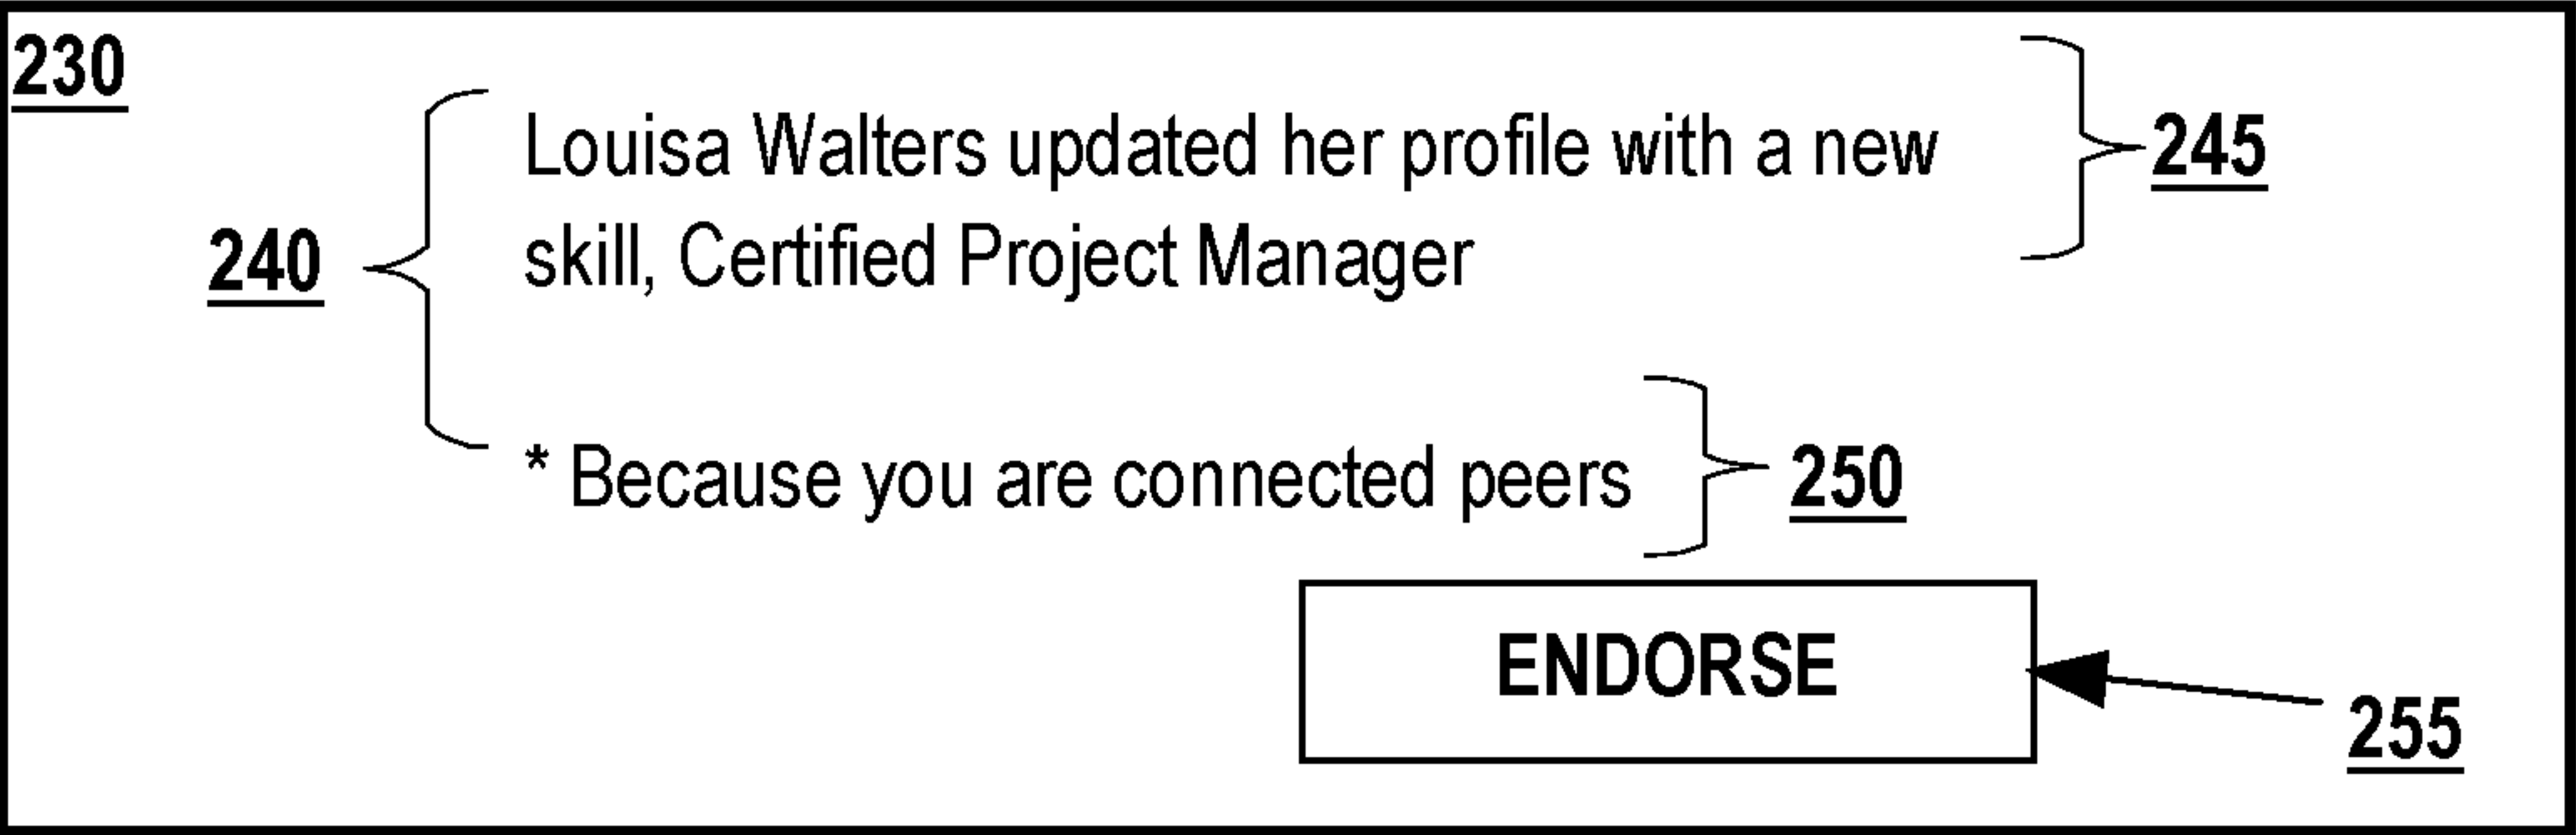 230
Louisa Walters updated her profile with a new
245
240
skill, Certified Project Manager
* Because you are connected peers
250
ENDORSE
255